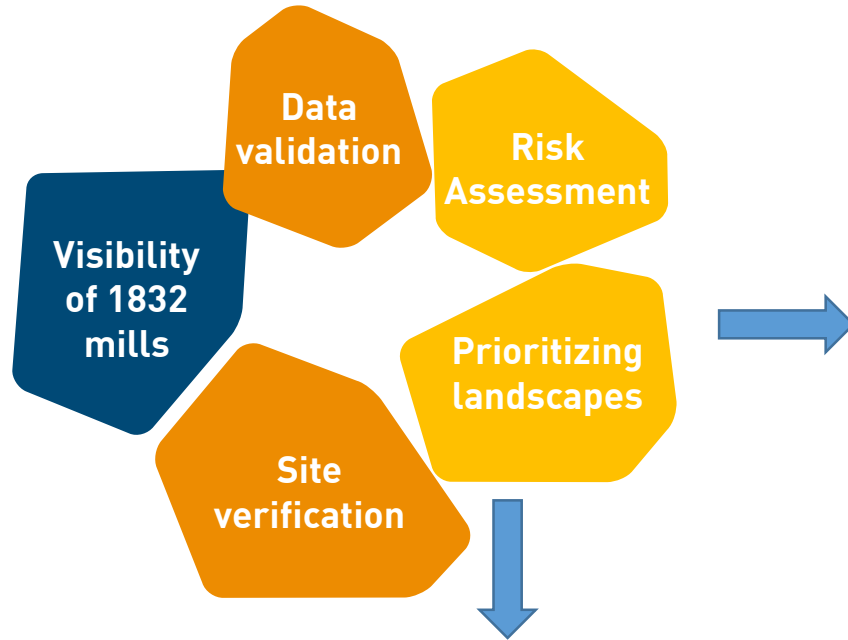 Data
validation
Risk
Assessment
Visibility
of 1832
mills
Prioritizing
landscapes
Site
verification